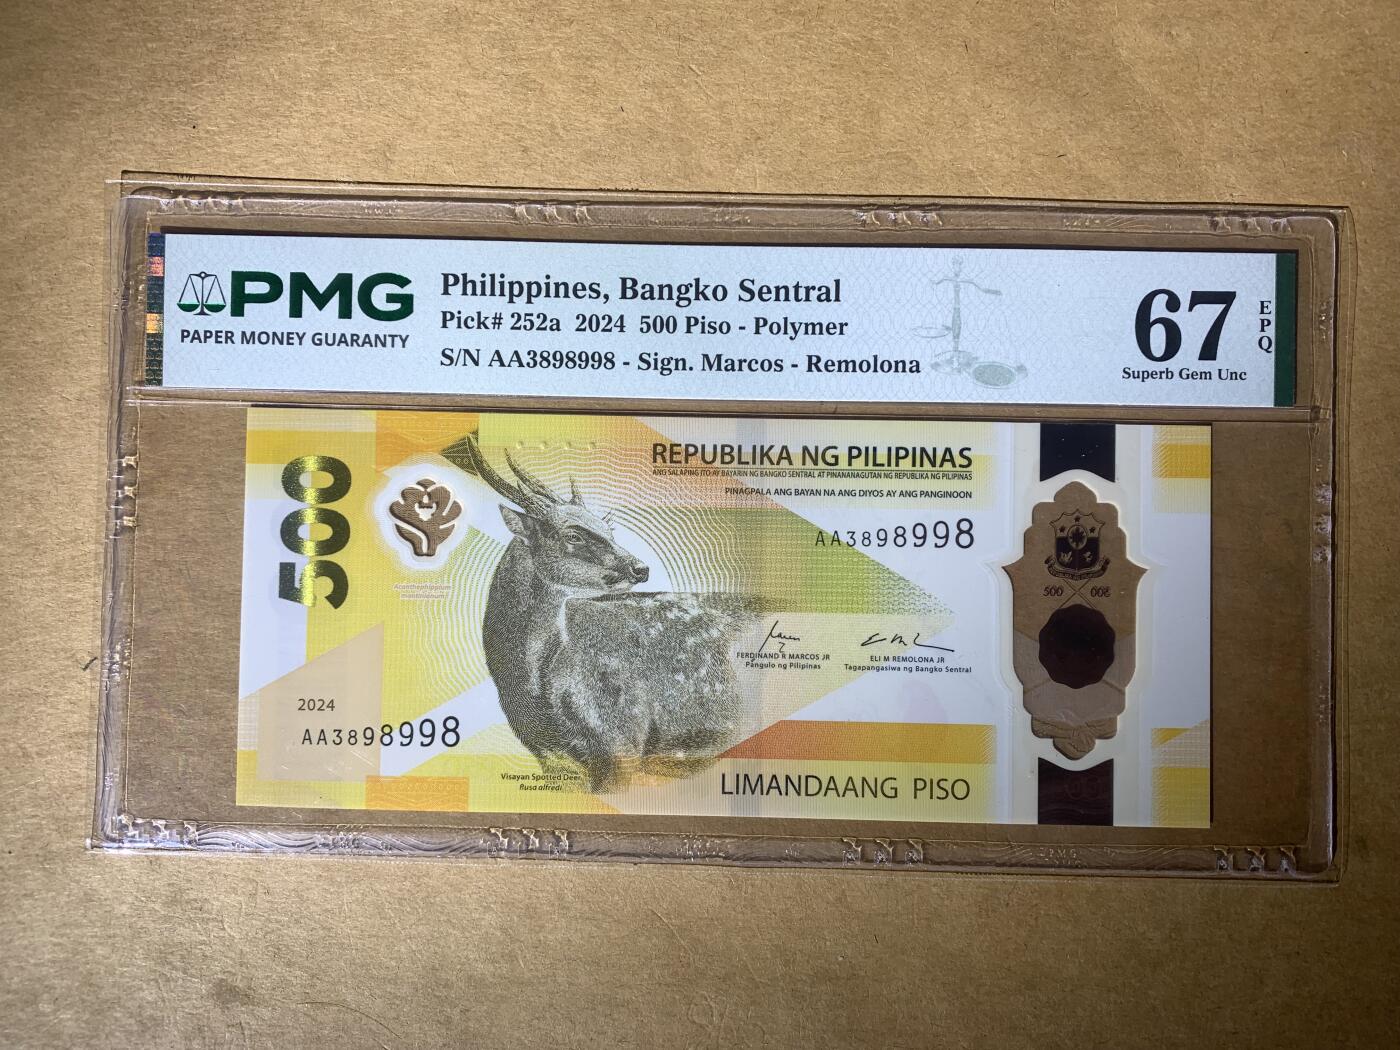 PMG
PAPER MONEY GUARANTY
Philippines, Bangko Sentral
Pick# 252a 2024 500 Piso - Polymer
S/N AA3898998 - Sign. Marcos - Remolona
67
EPQ
Superb Gem Unc
500
REPUBLIKA NG PILIPINAS
ANG SALAPING ITO AY BAYARIN NG BANGKO SENTRAL AT PINANANAGUTAN NG REPUBLIKA NG PILIPINAS
PINAGPALA ANG BAYAN NA ANG DIYOS AY ANG PANGINOON
AA3898998
Acanthephippium
mantinianum
500 500
FERDINAND R MARCOS JR
Pangulo ng Pilipinas
ELI M REMOLONA JR
Tagapangasiwa ng Bangko Sentral
2024
AA3898998
Visayan Spotted Deer
Rusa alfredi
LIMANDAANG PISO